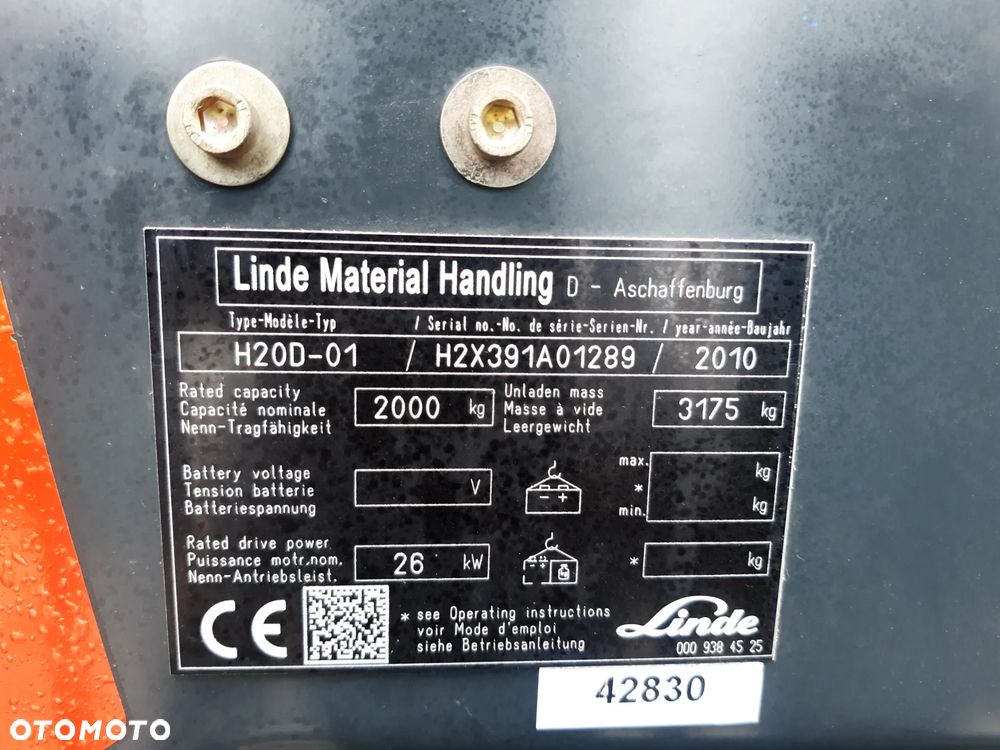 Linde Material Handling D - Aschaffenburg
Type-Modèle-Typ / Serial no.-No. de série-Serien-Nr. / year-année-Baujahr
H20D-01 / H2X391A01289 / 2010
Rated capacity
Capacité nominale
Nenn-Tragfähigkeit
2000 kg
Unladen mass
Masse à vide
Leergewicht
3175 kg
Battery voltage
Tension batterie
Batteriespannung
V
- +
max.
*
min.
kg
kg
Rated drive power
Puissance motr.nom.
Nenn-Antriebsleist.
26 kW
* kg
CE
* see Operating instructions
voir Mode d'emploi
siehe Betriebsanleitung
Linde
000 938 45 25
42830
OTOMOTO